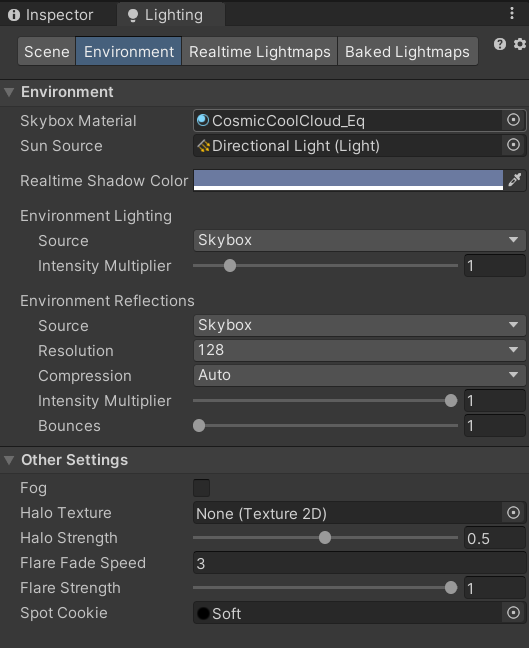 Inspector Lighting
Scene Environment Realtime Lightmaps Baked Lightmaps
Environment
Skybox Material CosmicCoolCloud_Eq
Sun Source Directional Light (Light)
Realtime Shadow Color
Environment Lighting
Source Skybox
Intensity Multiplier 1
Environment Reflections
Source Skybox
Resolution 128
Compression Auto
Intensity Multiplier 1
Bounces 1
Other Settings
Fog
Halo Texture None (Texture 2D)
Halo Strength 0.5
Flare Fade Speed 3
Flare Strength 1
Spot Cookie Soft